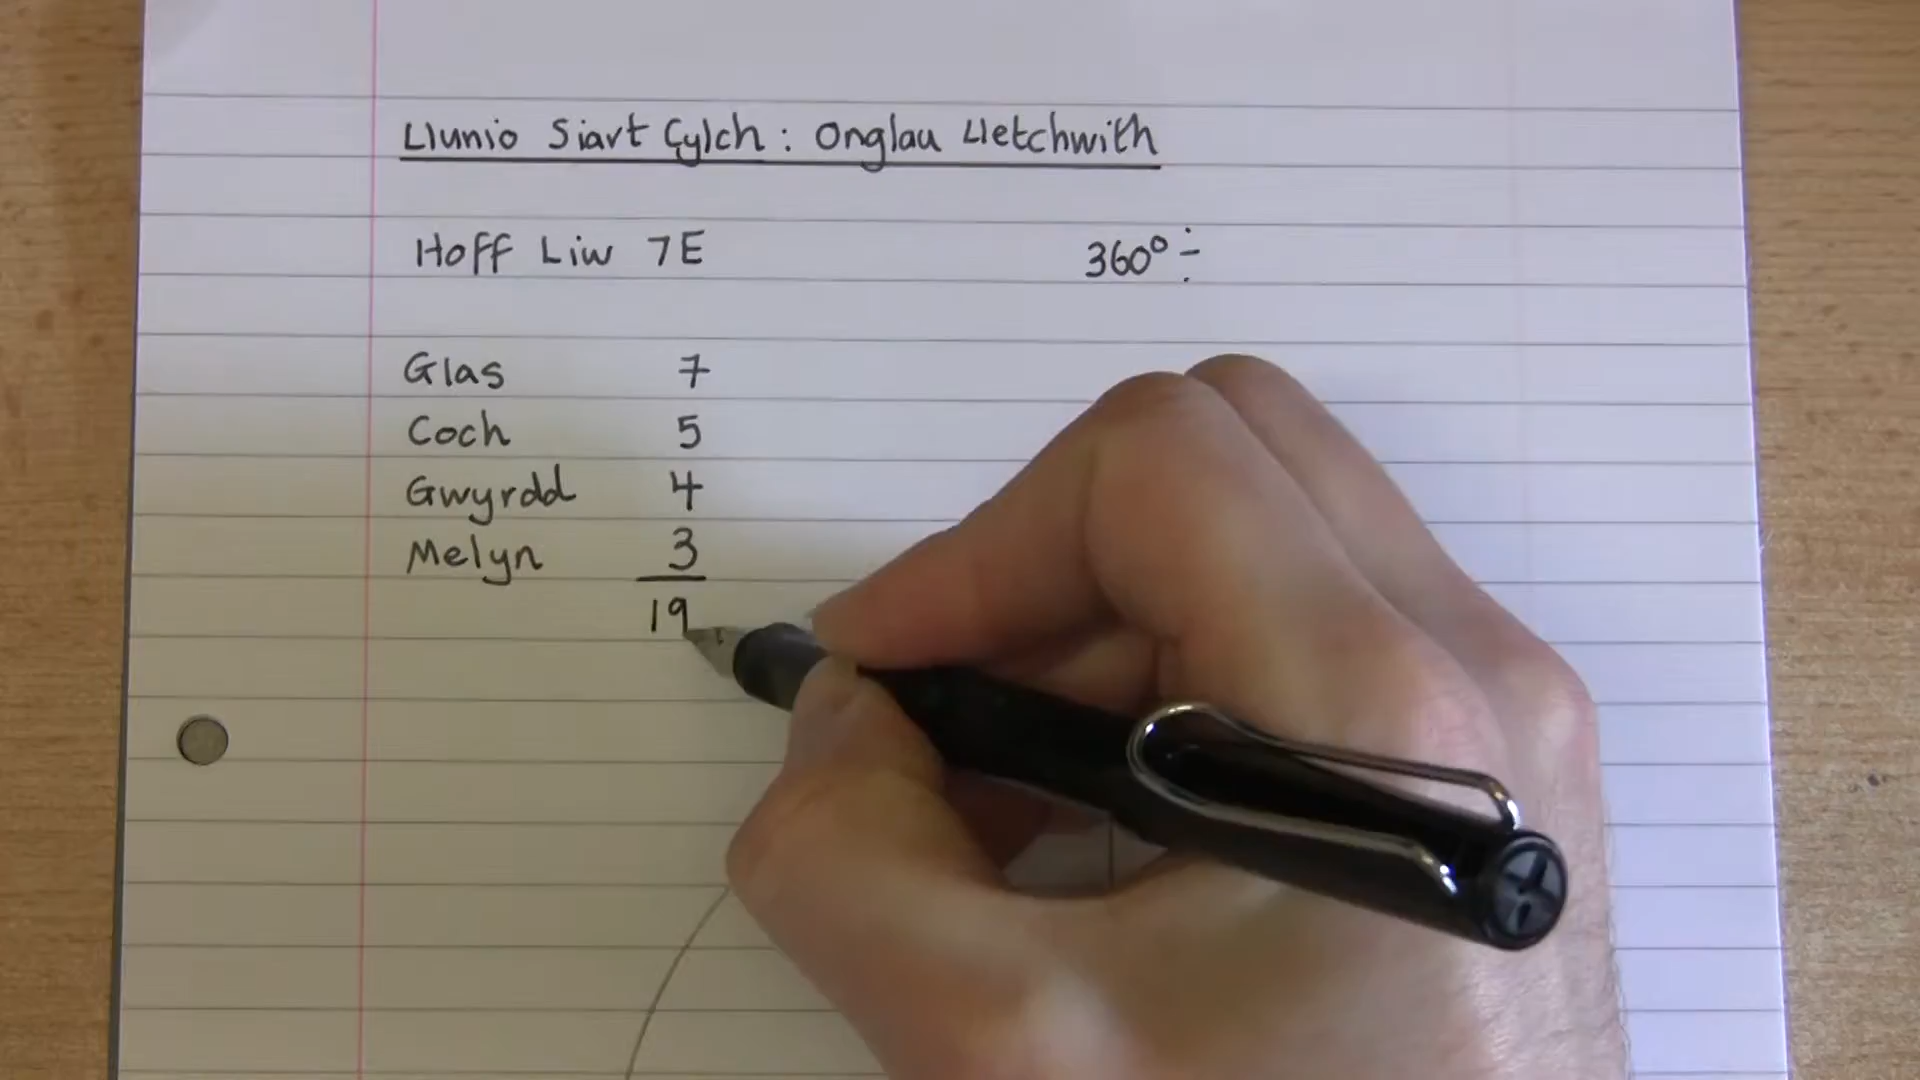 Llunio Siart Cylch : Onglau Lletchwith
Hoff Liw 7E 360° ÷
Glas 7
Coch 5
Gwyrdd 4
Melyn 3
19